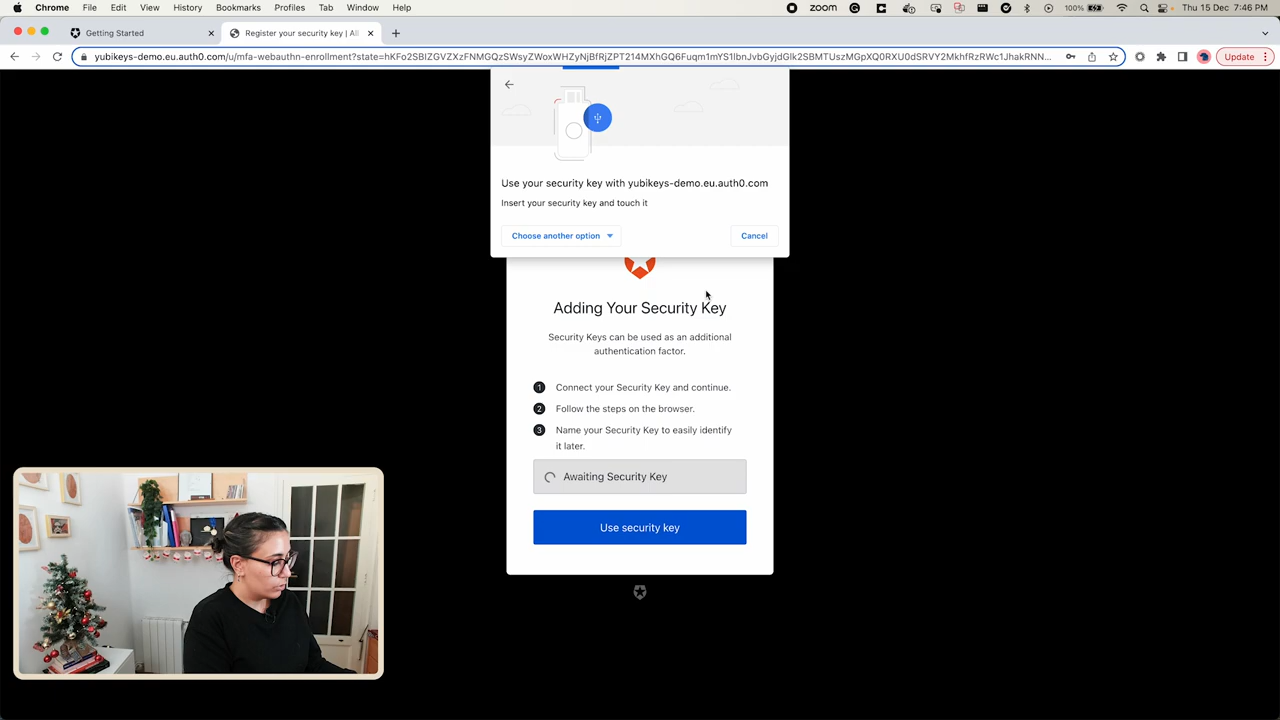 Chrome File Edit View History Bookmarks Profiles Tab Window Help zoom 100% Thu 15 Dec 7:46 PM
Getting Started
Register your security key | Al
yubikeys-demo.eu.auth0.com/u/mfa-webauthn-enrollment?state=hKFo2SBIZGVZXzFNMGQzSWsyZWoxWHZyNjBfRjZPT214MXhGQ6Fuqm1mYS1lbnJvbGyjdGlk2SBMTUszMGpXQ0RXU0dSRVY2MkhfRzRWc1JhakRNN...
Update
Use your security key with yubikeys-demo.eu.auth0.com
Insert your security key and touch it
Choose another option
Cancel
Adding Your Security Key
Security Keys can be used as an additional
authentication factor.
1 Connect your Security Key and continue.
2 Follow the steps on the browser.
3 Name your Security Key to easily identify
it later.
Awaiting Security Key
Use security key